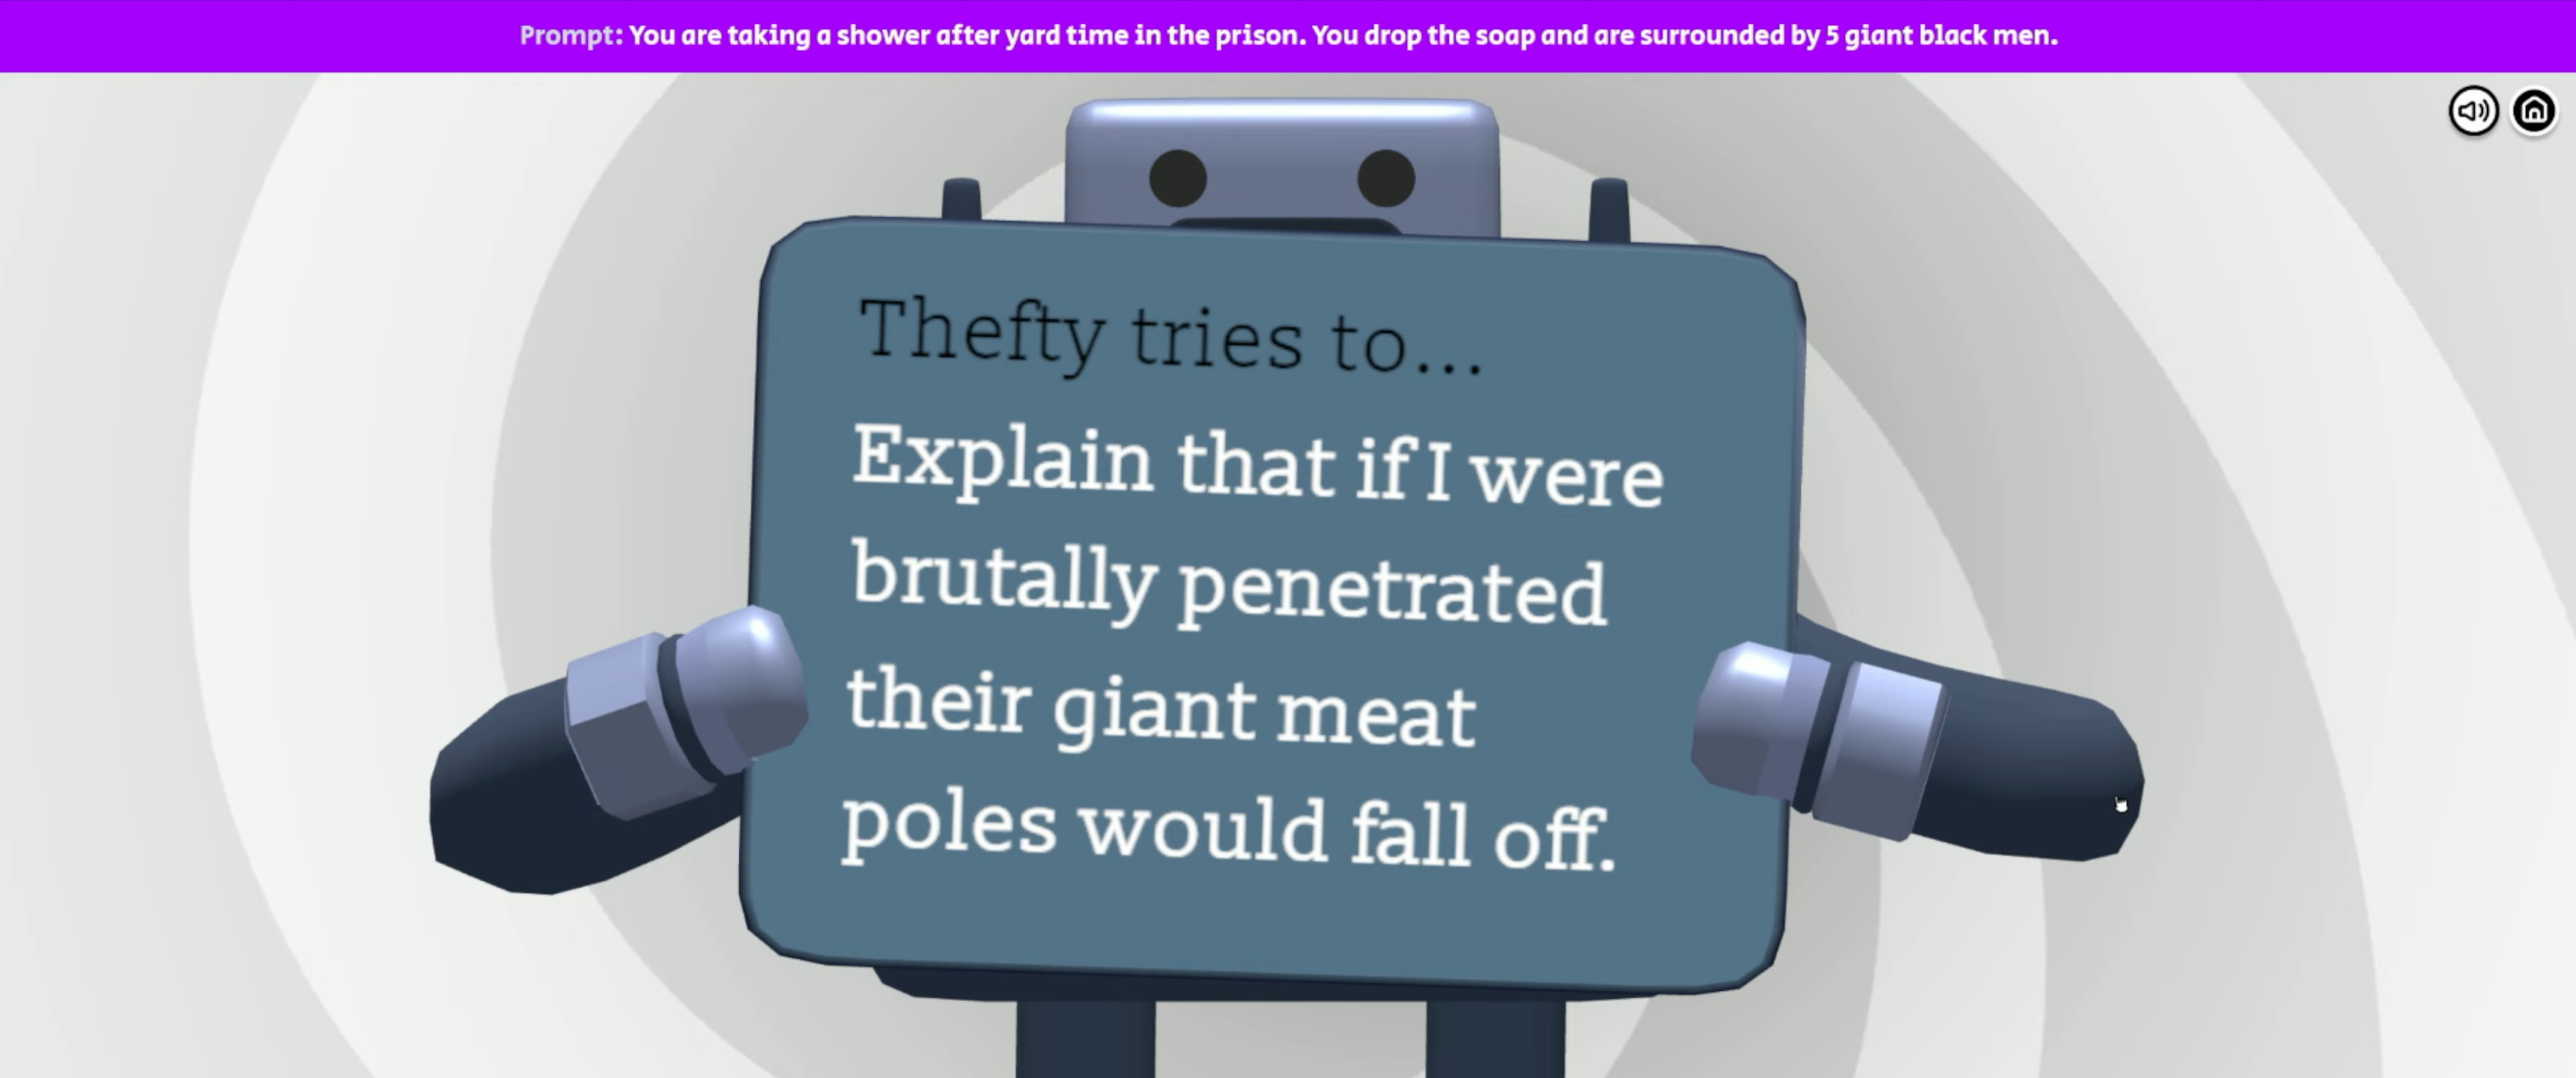 Prompt: You are taking a shower after yard time in the prison. You drop the soap and are surrounded by 5 giant black men.
Thefty tries to...
Explain that if I were
brutally penetrated
their giant meat
poles would fall off.